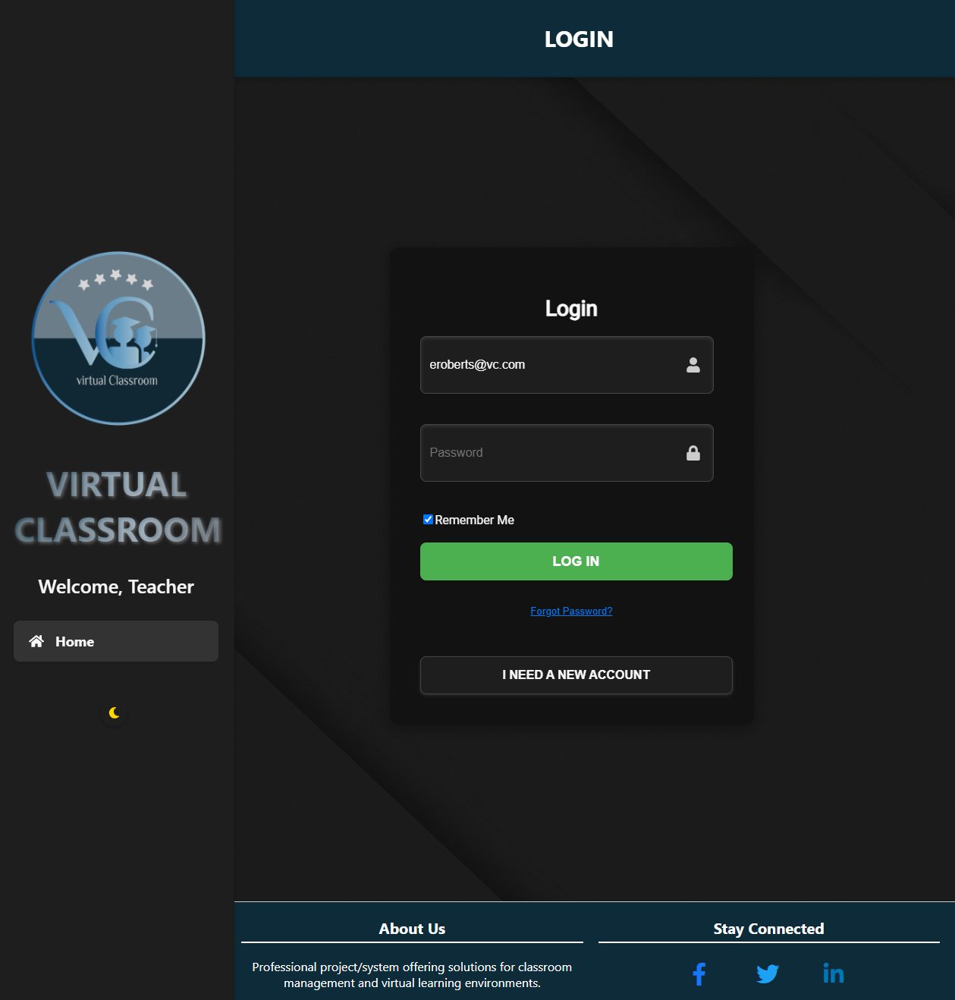 LOGIN
virtual Classroom
VIRTUAL
CLASSROOM
Welcome, Teacher
Home
Login
eroberts@vc.com
Password
Remember Me
LOG IN
Forgot Password?
I NEED A NEW ACCOUNT
About Us
Professional project/system offering solutions for classroom
management and virtual learning environments.
Stay Connected